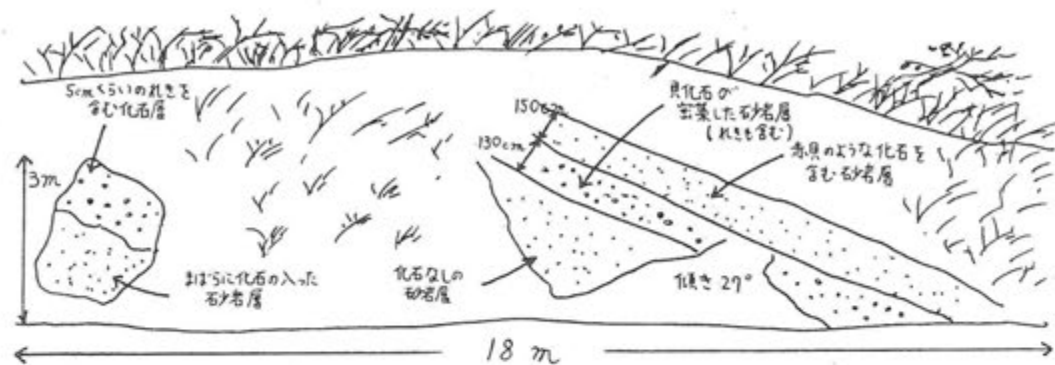 5cmくらいのれきを
含む化石層
3m
まばらに化石の入った
砂岩層
150cm
130cm
貝化石が
密集した砂岩層
(れきも含む)
赤貝のような化石を
含む砂岩層
化石なしの
砂岩層
傾き27°
18m